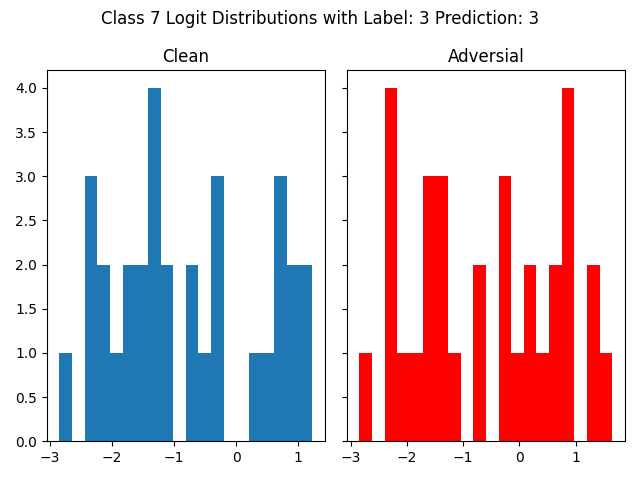 Class 7 Logit Distributions with Label: 3 Prediction: 3
Clean
Adversial
4.0
3.5
3.0
2.5
2.0
1.5
1.0
0.5
0.0
−3 −2 −1 0 1
−3 −2 −1 0 1